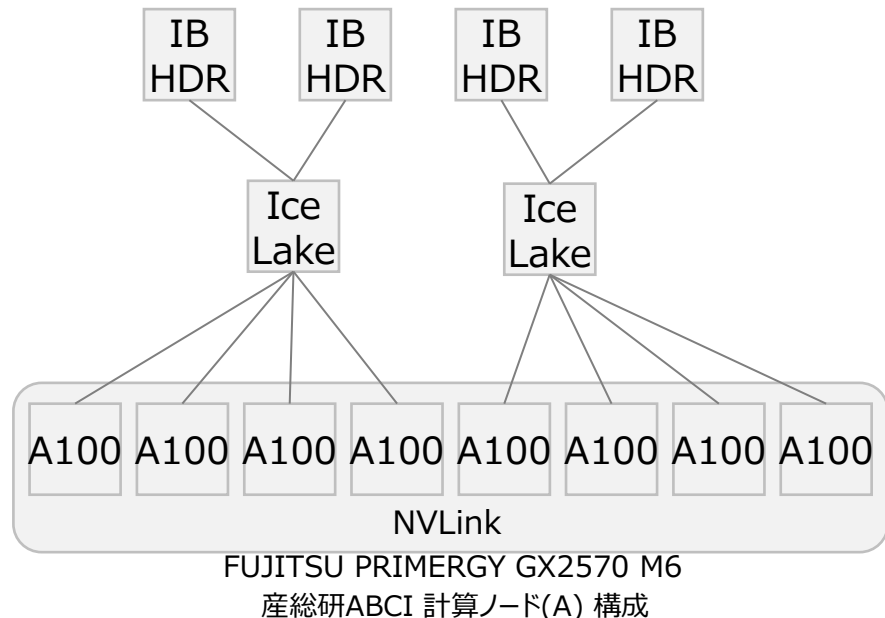 IB
HDR
IB
HDR
IB
HDR
IB
HDR
Ice
Lake
Ice
Lake
A100 A100 A100 A100 A100 A100 A100 A100
NVLink
FUJITSU PRIMERGY GX2570 M6
産総研ABCI 計算ノード(A) 構成